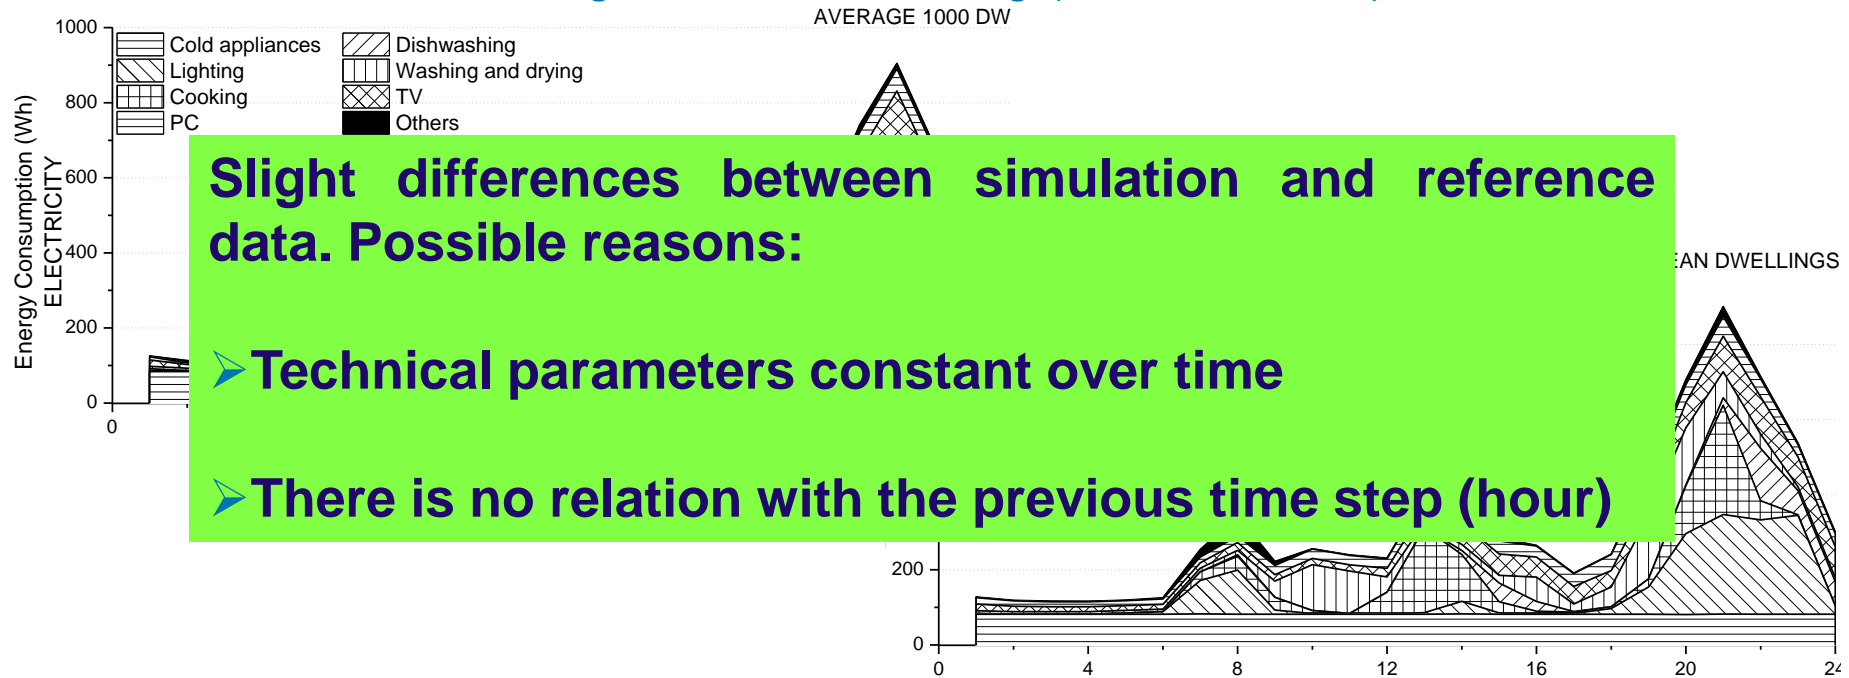 AVERAGE 1000 DW
1000
800
600
400
200
0
0
Energy Consumption (Wh)
ELECTRICITY
Cold appliances
Lighting
Cooking
PC
Dishwashing
Washing and drying
TV
Others
Slight differences between simulation and reference
data. Possible reasons:
➢Technical parameters constant over time
➢There is no relation with the previous time step (hour)
DWELLINGS
200
0
0 4 8 12 16 20 24